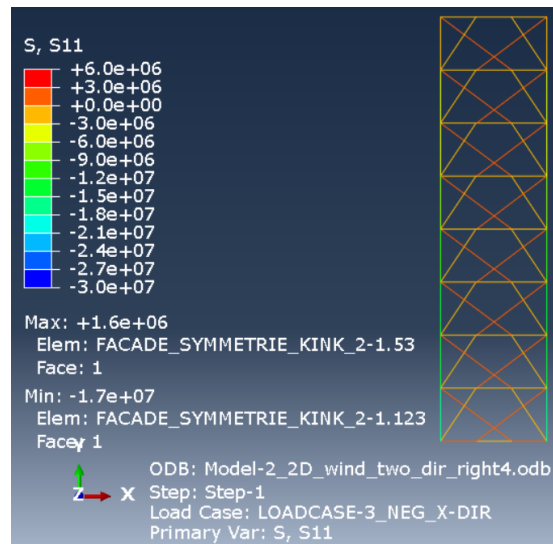 S, S11
+6.0e+06
+3.0e+06
+0.0e+00
-3.0e+06
-6.0e+06
-9.0e+06
-1.2e+07
-1.5e+07
-1.8e+07
-2.1e+07
-2.4e+07
-2.7e+07
-3.0e+07
Max: +1.6e+06
Elem: FACADE_SYMMETRIE_KINK_2-1.53
Face: 1
Min: -1.7e+07
Elem: FACADE_SYMMETRIE_KINK_2-1.123
Face: 1
Y
Z X
ODB: Model-2_2D_wind_two_dir_right4.odb
Step: Step-1
Load Case: LOADCASE-3_NEG_X-DIR
Primary Var: S, S11